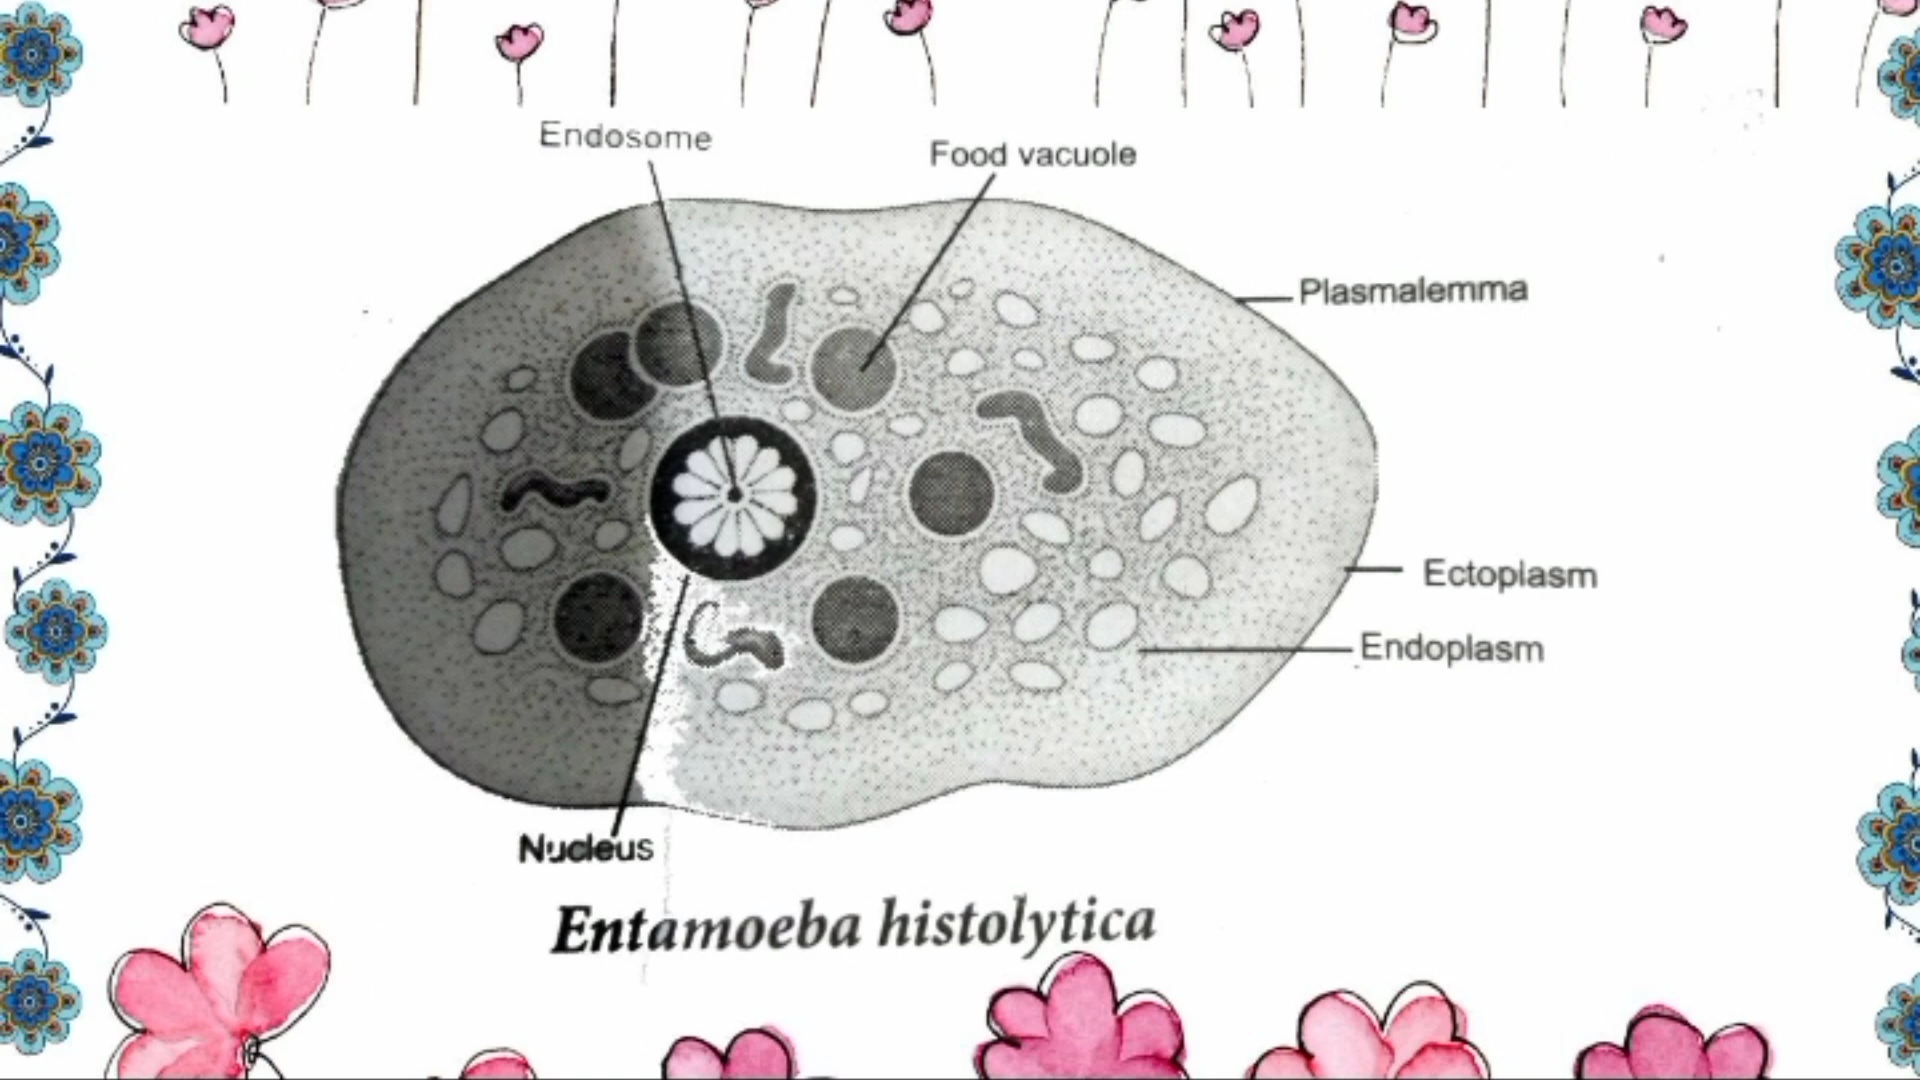 Endosome
Food vacuole
Plasmalemma
Ectoplasm
Endoplasm
Nucleus
Entamoeba histolytica